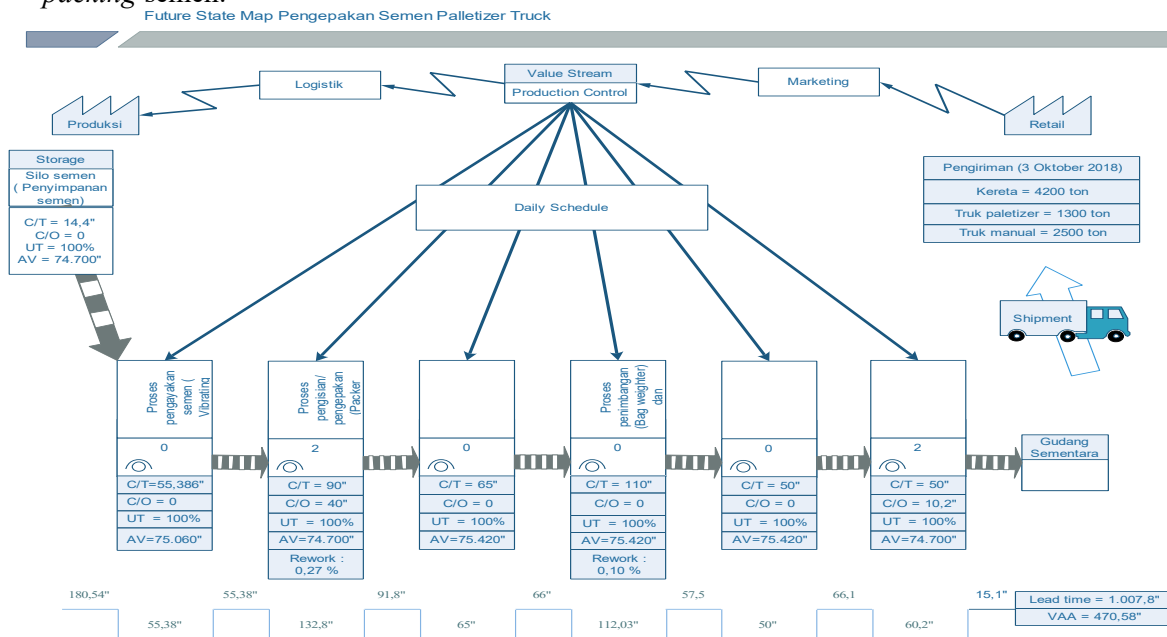 packing semen.
Future State Map Pengepakan Semen Palletizer Truck
Value Stream
Production Control
Logistik
Marketing
Produksi
Retail
Storage
Silo semen
( Penyimpanan
semen)
C/T = 14,4"
C/O = 0
UT = 100%
AV = 74.700"
Daily Schedule
Pengiriman (3 Oktober 2018)
Kereta = 4200 ton
Truk paletizer = 1300 ton
Truk manual = 2500 ton
Shipment
Proses
pengayakan
semen (
Vibrating
0
C/T=55,386"
C/O = 0
UT = 100%
AV=75.060"
Proses
pengisian/
pengepakan
(Packer
2
C/T = 90"
C/O = 40"
UT = 100%
AV=74.700"
Rework :
0,27 %
0
C/T = 65"
C/O = 0
UT = 100%
AV=75.420"
Proses
penimbangan
(Bag weighter)
dan
0
C/T = 110"
C/O = 0
UT = 100%
AV=75.420"
Rework :
0,10 %
0
C/T = 50"
C/O = 0
UT = 100%
AV=75.420"
2
C/T = 50"
C/O = 10,2"
UT = 100%
AV=74.700"
Gudang
Sementara
180,54"
55,38"
91,8"
66"
57,5
66,1
15,1"
55,38"
132,8"
65"
112,03"
50"
60,2"
Lead time = 1.007,8"
VAA = 470,58"